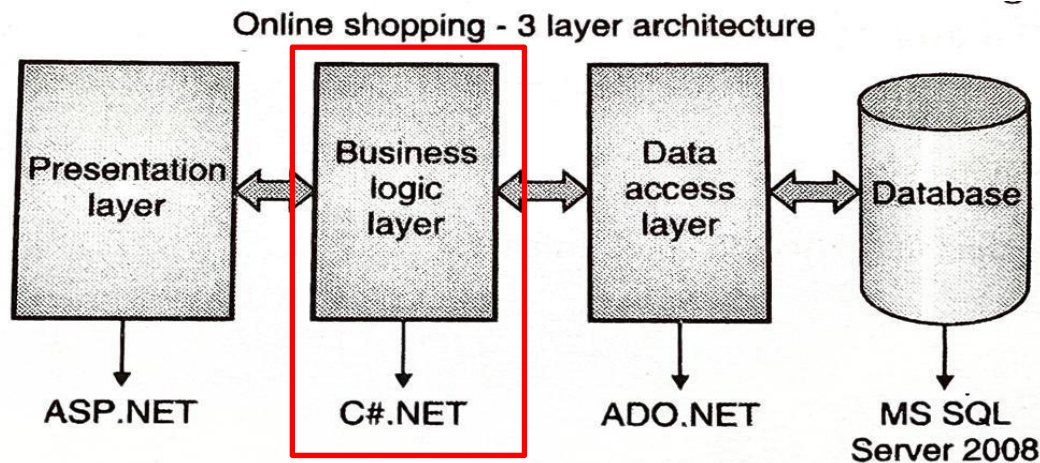 Online shopping - 3 layer architecture
Presentation
layer
Business
logic
layer
Data
access
layer
Database
ASP.NET
C#.NET
ADO.NET
MS SQL
Server 2008